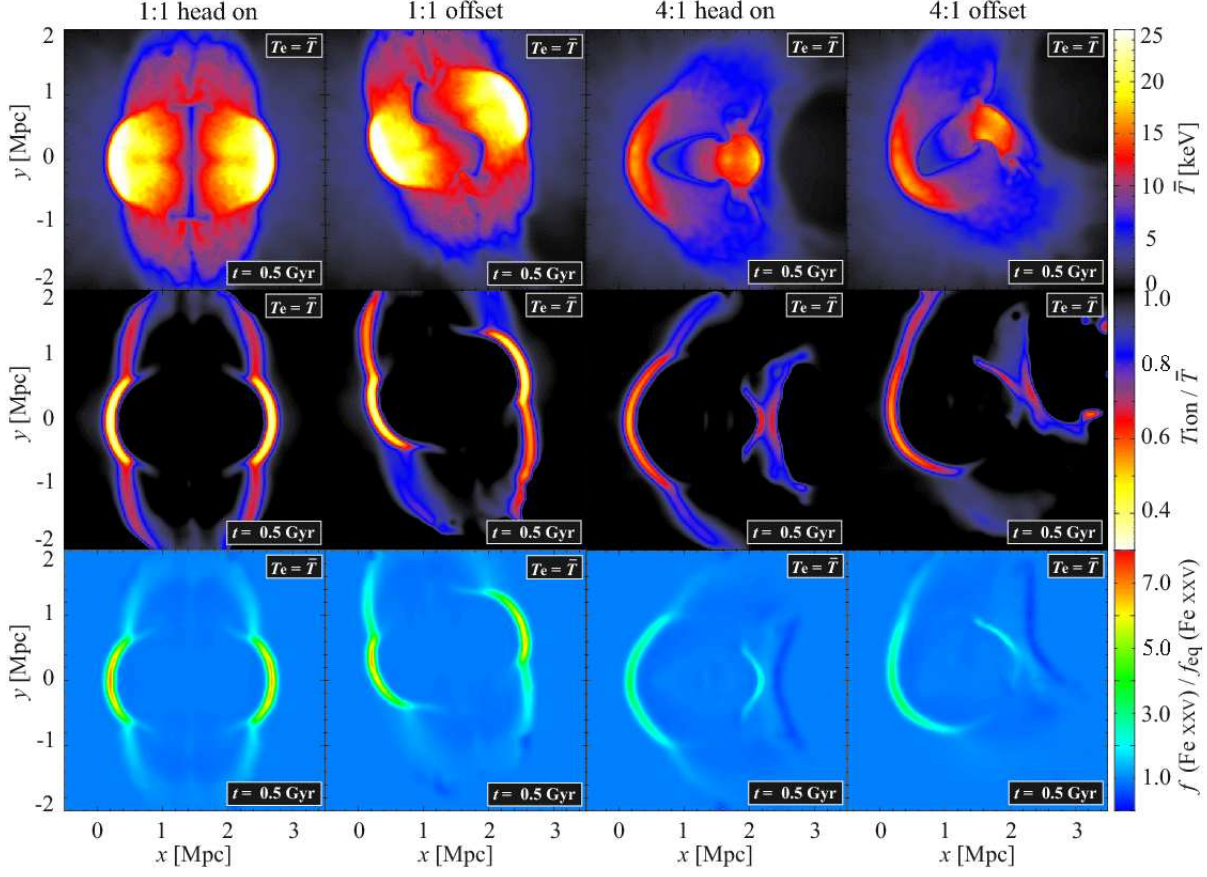 1:1 head on 1:1 offset 4:1 head on 4:1 offset
2 Te = T̄ Te = T̄ Te = T̄ Te = T̄ 25
1 20
y [Mpc] 0 15 T̄ [keV]
-1 10
5
-2 t = 0.5 Gyr t = 0.5 Gyr t = 0.5 Gyr t = 0.5 Gyr 0
2 Te = T̄ Te = T̄ Te = T̄ Te = T̄ 1.0
1 0.8
y [Mpc] 0 0.6 Tion / T̄
-1 0.4
-2 t = 0.5 Gyr t = 0.5 Gyr t = 0.5 Gyr t = 0.5 Gyr
2 Te = T̄ Te = T̄ Te = T̄ Te = T̄
1 7.0
y [Mpc] 0 5.0 f (Fe XXV) / feq (Fe XXV)
-1 3.0
-2 t = 0.5 Gyr t = 0.5 Gyr t = 0.5 Gyr t = 0.5 Gyr 1.0
0 1 2 3 0 1 2 3 0 1 2 3 0 1 2 3
x [Mpc] x [Mpc] x [Mpc] x [Mpc]